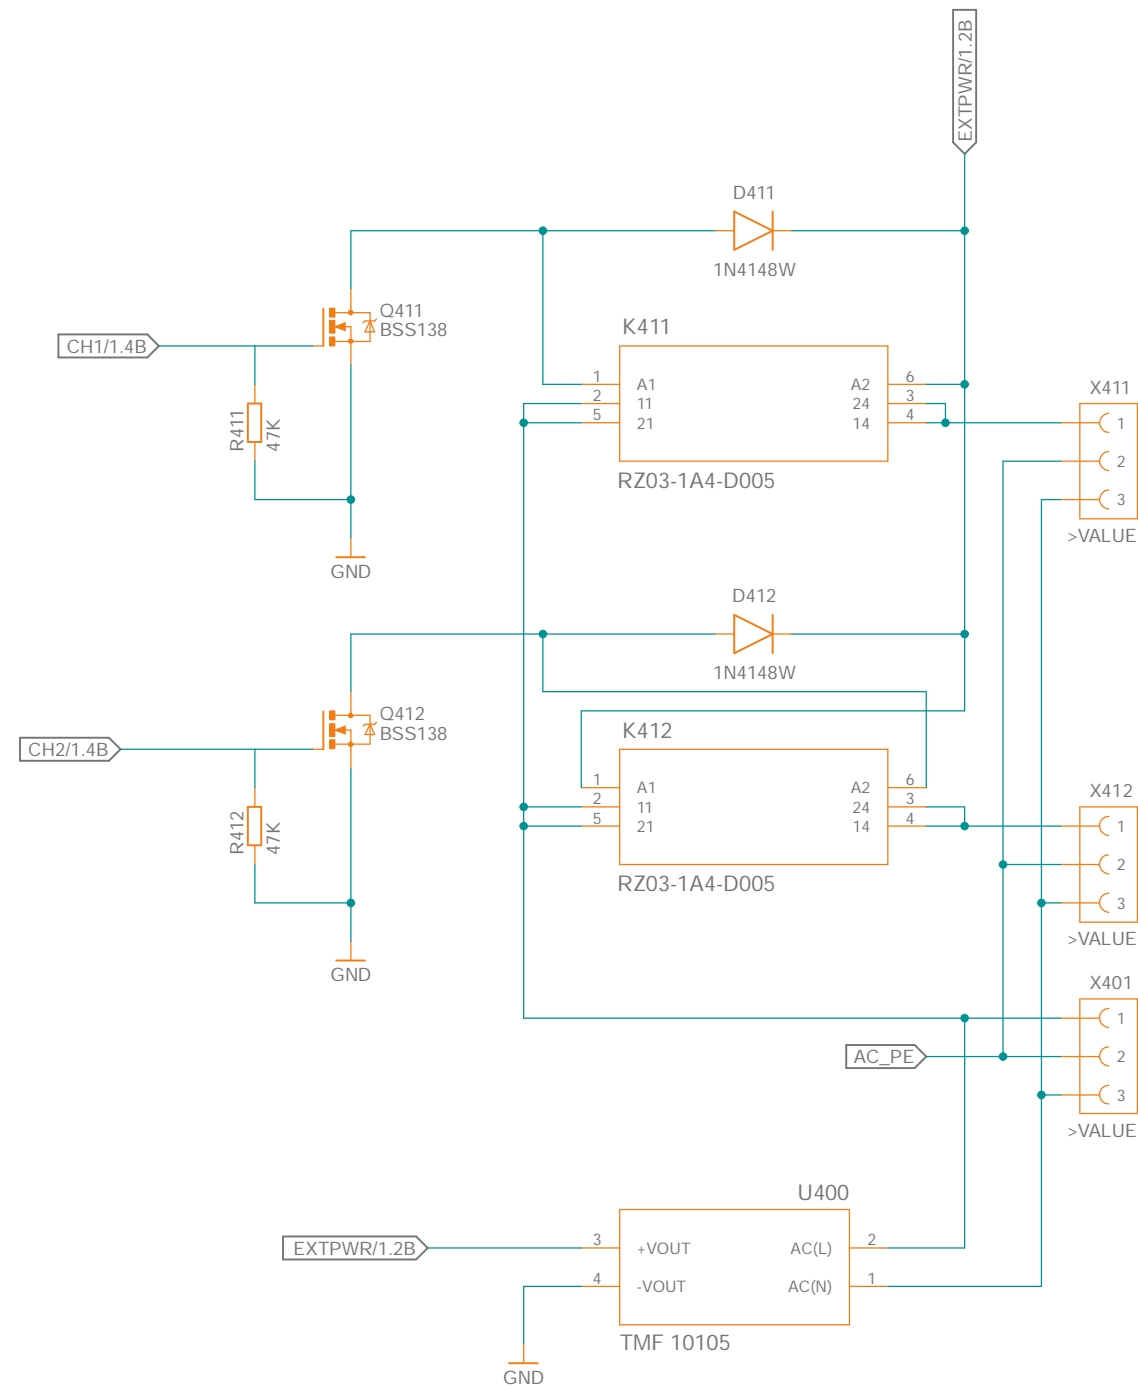 EXTPWR/1.2B
D411
1N4148W
Q411
BSS138
CH1/1.4B
R411
47K
GND
K411
1 A1 A2 6
2 11 24 3
5 21 14 4
RZ03-1A4-D005
X411
1
2
3
>VALUE
D412
1N4148W
Q412
BSS138
CH2/1.4B
R412
47K
GND
K412
1 A1 A2 6
2 11 24 3
5 21 14 4
RZ03-1A4-D005
X412
1
2
3
>VALUE
X401
1
AC_PE 2
3
>VALUE
U400
EXTPWR/1.2B 3 +VOUT AC(L) 2
4 -VOUT AC(N) 1
TMF 10105
GND